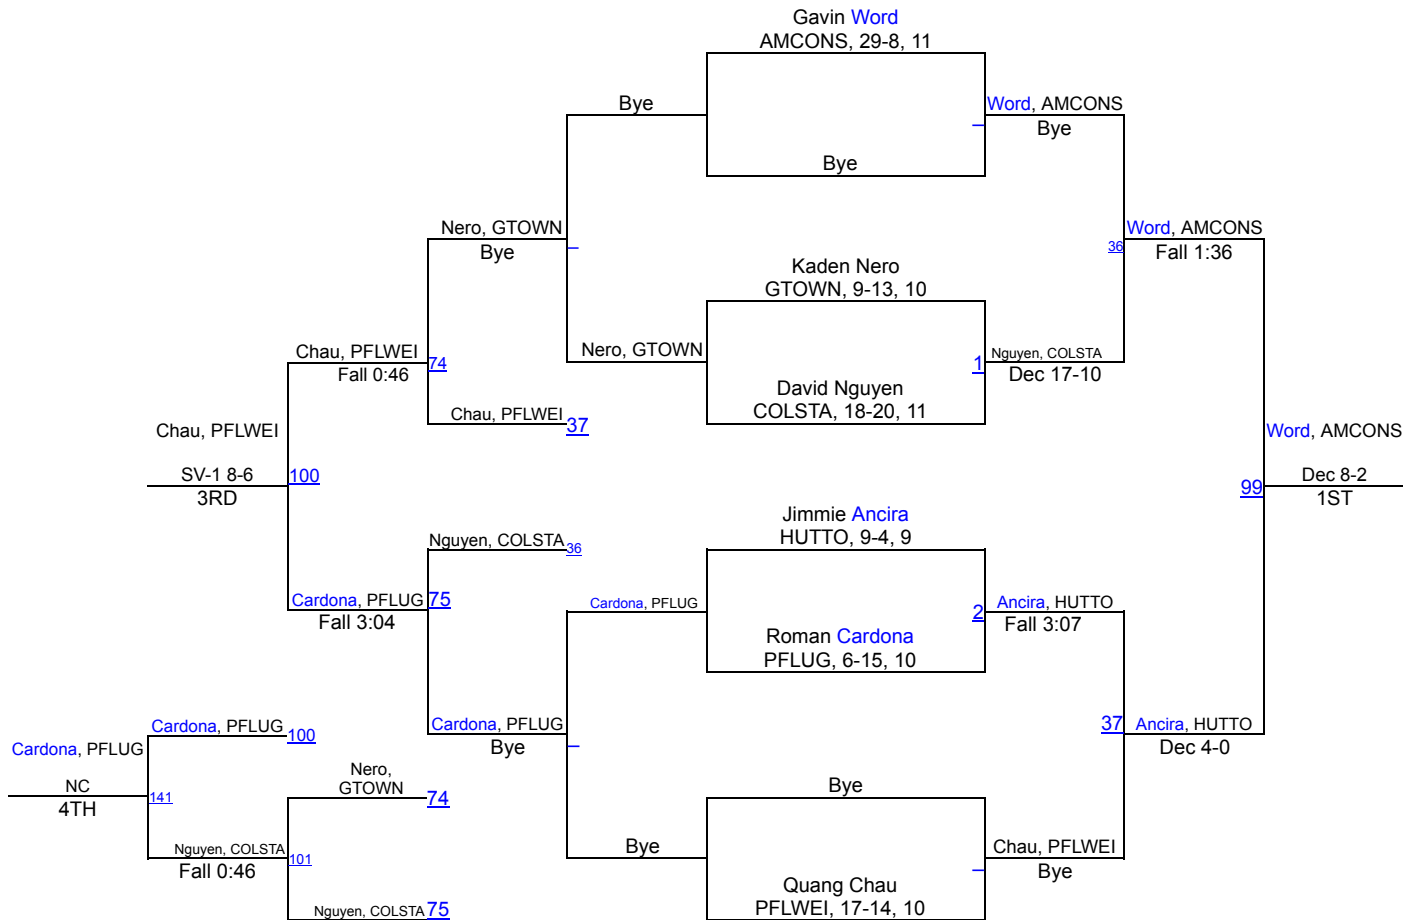 Gavin Word
AMCONS, 29-8, 11
Bye
Word, AMCONS
Bye
Bye
Nero, GTOWN
Bye
Word, AMCONS
36
Fall 1:36
Kaden Nero
GTOWN, 9-13, 10
Nero, GTOWN
1
Nguyen, COLSTA
Dec 17-10
David Nguyen
COLSTA, 18-20, 11
Chau, PFLWEI
74
Fall 0:46
Chau, PFLWEI
37
Chau, PFLWEI
SV-1 8-6
100
3RD
Word, AMCONS
99
Dec 8-2
1ST
Jimmie Ancira
HUTTO, 9-4, 9
Nguyen, COLSTA
36
Cardona, PFLUG
75
Fall 3:04
Cardona, PFLUG
2
Ancira, HUTTO
Fall 3:07
Roman Cardona
PFLUG, 6-15, 10
Cardona, PFLUG
Bye
37
Ancira, HUTTO
Dec 4-0
Cardona, PFLUG
100
Cardona, PFLUG
NC
141
4TH
Nero,
GTOWN
74
Bye
Nguyen, COLSTA
101
Fall 0:46
Bye
Chau, PFLWEI
Bye
Quang Chau
PFLWEI, 17-14, 10
Nguyen, COLSTA
75